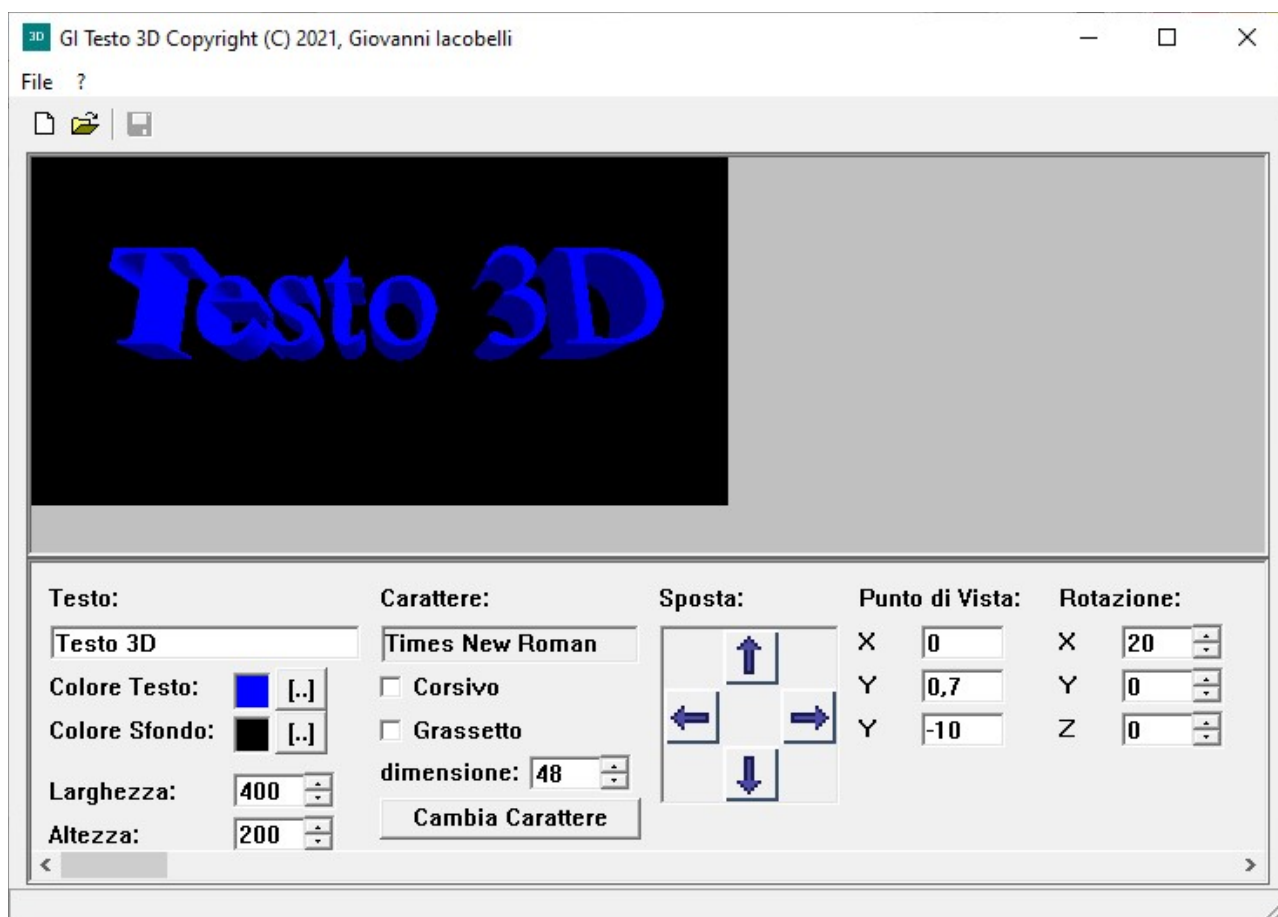 3D GI Testo 3D Copyright (C) 2021, Giovanni Iacobelli
File ?
Testo 3D
Testo: Carattere: Sposta: Punto di Vista: Rotazione:
Testo 3D Times New Roman X 0 X 20
Colore Testo: [..] Corsivo Y 0,7 Y 0
Colore Sfondo: [..] Grassetto Y -10 Z 0
Larghezza: 400 dimensione: 48
Altezza: 200 Cambia Carattere